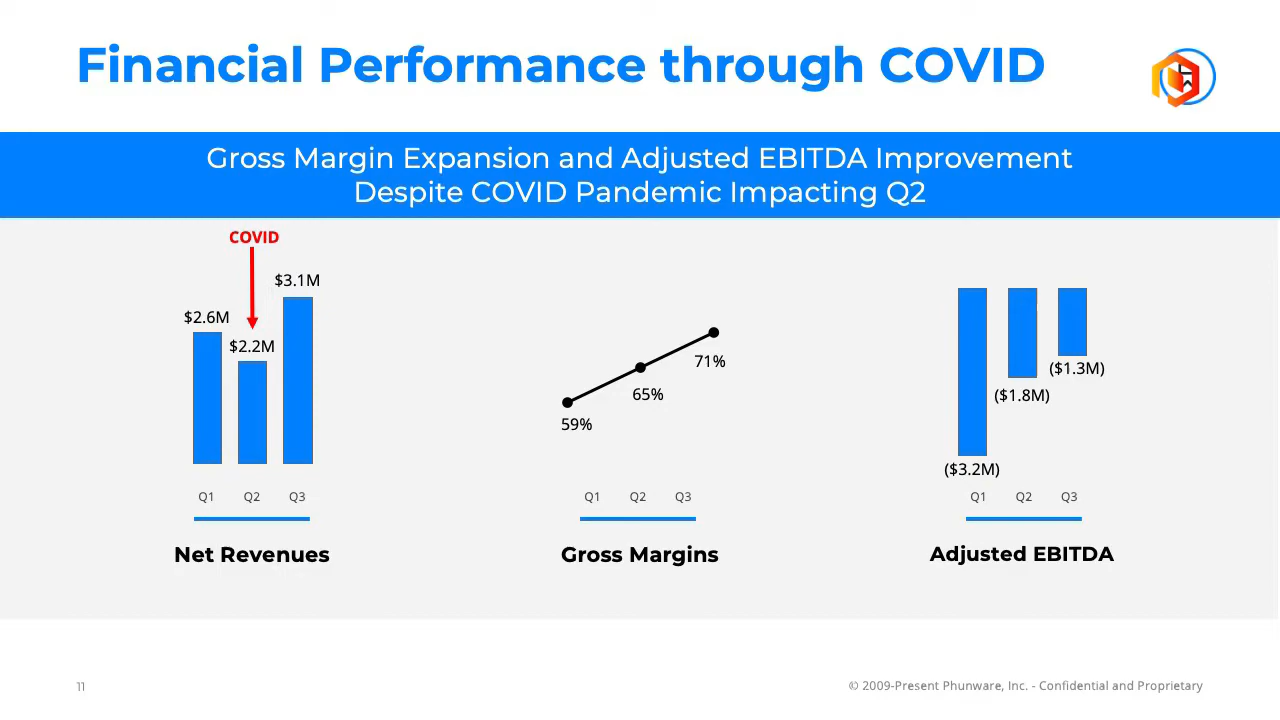 Financial Performance through COVID
Gross Margin Expansion and Adjusted EBITDA Improvement
Despite COVID Pandemic Impacting Q2
COVID
$3.1M
$2.6M
$2.2M
Q1 Q2 Q3
Net Revenues
71%
65%
59%
Q1 Q2 Q3
Gross Margins
($1.3M)
($1.8M)
($3.2M)
Q1 Q2 Q3
Adjusted EBITDA
11
© 2009-Present Phunware, Inc. - Confidential and Proprietary